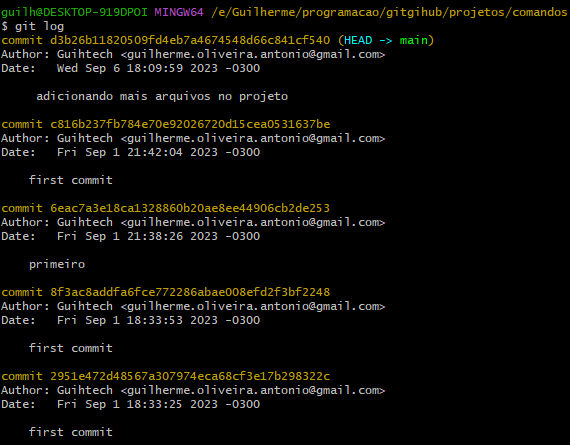 guilh@DESKTOP-919DPOI MINGW64 /e/Guilherme/programacao/gitgihub/projetos/comandos
$ git log
commit d3b26b11820509fd4eb7a4674548d66c841cf540 (HEAD -> main)
Author: Guihtech <guilherme.oliveira.antonio@gmail.com>
Date:   Wed Sep 6 18:09:59 2023 -0300
adicionando mais arquivos no projeto
commit c816b237fb784e70e92026720d15cea0531637be
Author: Guihtech <guilherme.oliveira.antonio@gmail.com>
Date:   Fri Sep 1 21:42:04 2023 -0300
first commit
commit 6eac7a3e18ca1328860b20ae8ee44906cb2de253
Author: Guihtech <guilherme.oliveira.antonio@gmail.com>
Date:   Fri Sep 1 21:38:26 2023 -0300
primeiro
commit 8f3ac8addfa6fce772286abae008efd2f3bf2248
Author: Guihtech <guilherme.oliveira.antonio@gmail.com>
Date:   Fri Sep 1 18:33:53 2023 -0300
first commit
commit 2951e472d48567a307974eca68cf3e17b298322c
Author: Guihtech <guilherme.oliveira.antonio@gmail.com>
Date:   Fri Sep 1 18:33:25 2023 -0300
first commit